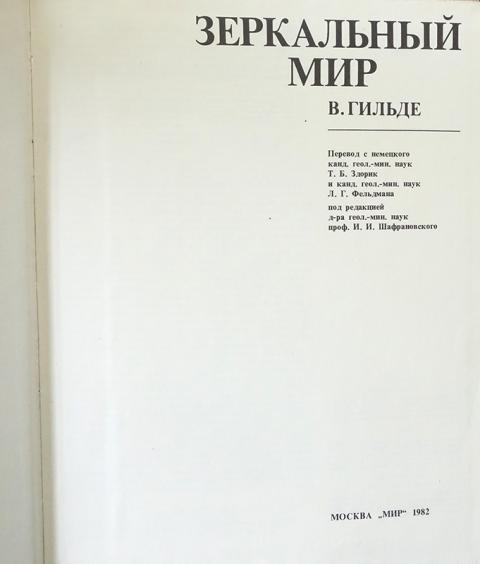 ЗЕРКАЛЬНЫЙ
МИР
В. ГИЛЬДЕ
Перевод с немецкого
канд. геол.-мин. наук
Т. Б. Здорик
и канд. геол.-мин. наук
Л. Г. Фельдмана
под редакцией
д-ра геол.-мин. наук
проф. И. И. Шафрановского
МОСКВА „МИР“ 1982